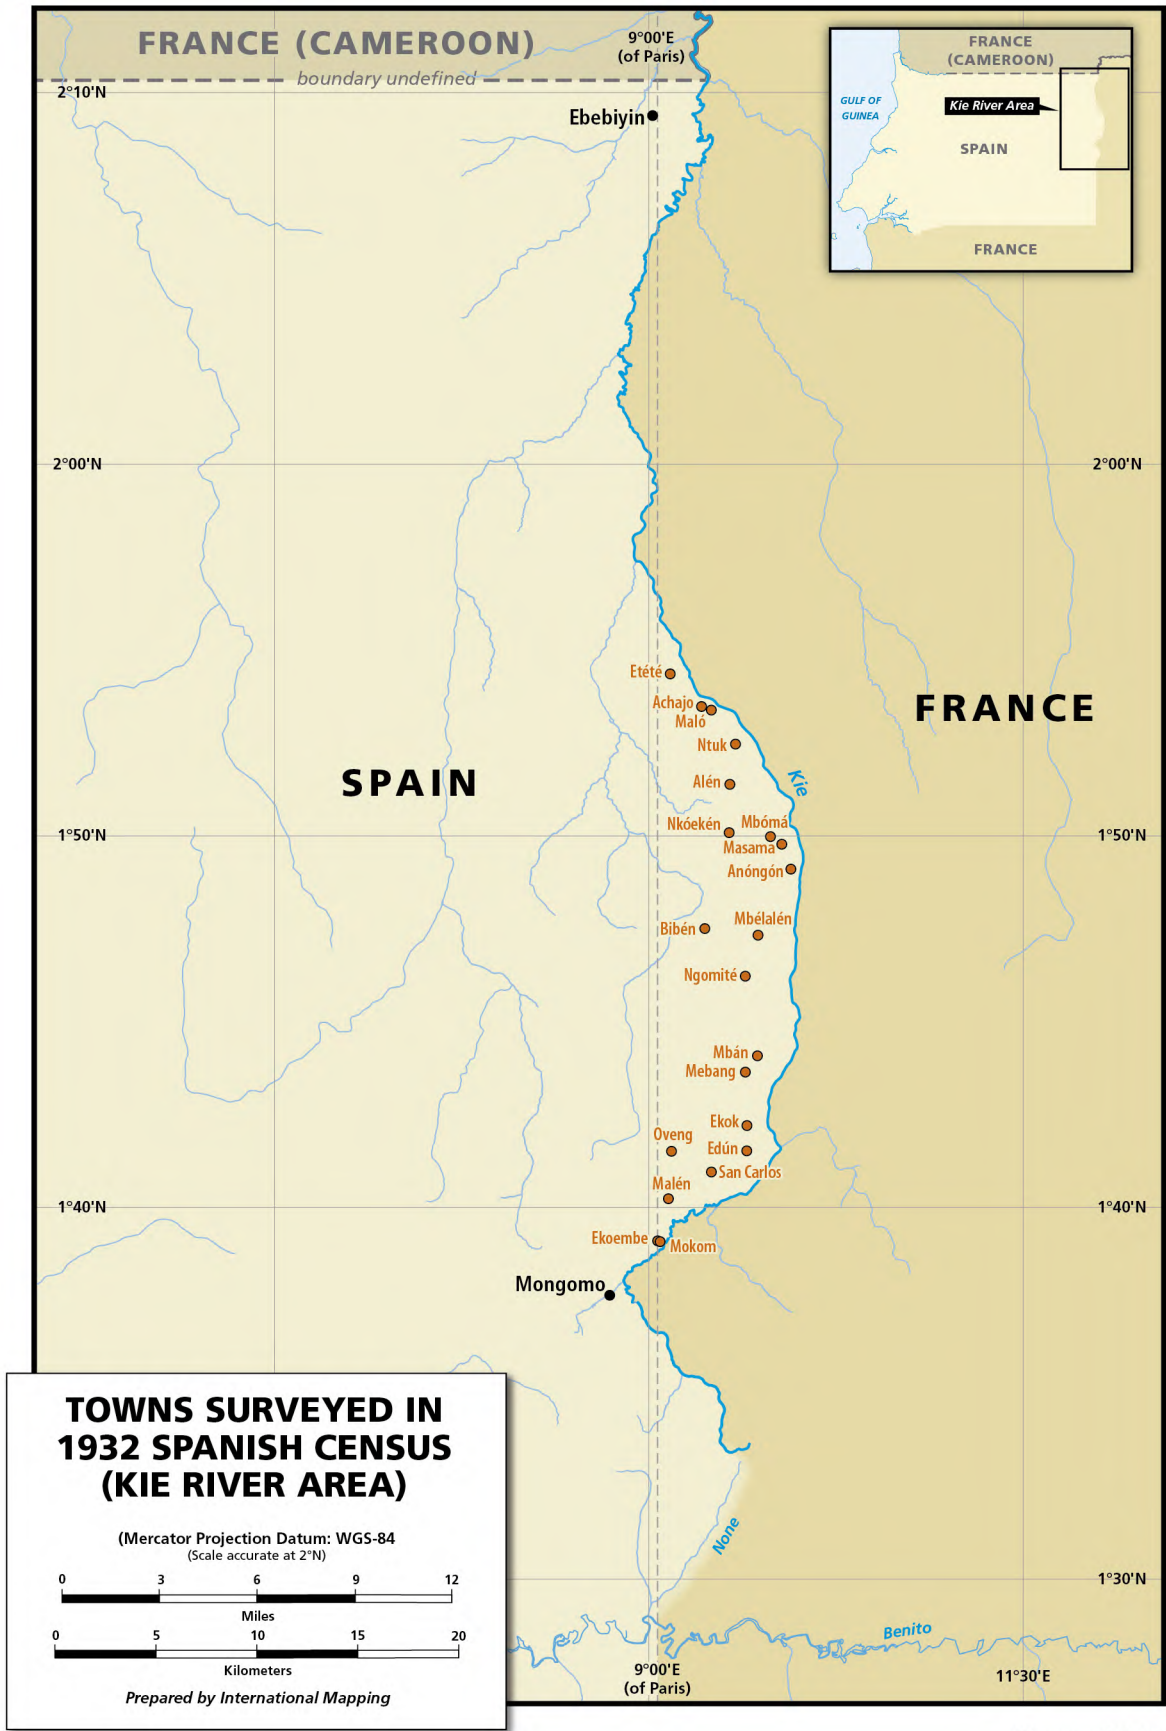 FRANCE (CAMEROON)
boundary undefined
9°00'E
(of Paris)
2°10'N
Ebebiyin
FRANCE
(CAMEROON)
GULF OF
GUINEA
Kie River Area
SPAIN
FRANCE
2°00'N
2°00'N
Etété
Achajo
Maló
Ntuk
FRANCE
SPAIN
Alén
Kie
Nkóekén
Mbómá
1°50'N
1°50'N
Masama
Anóngón
Mbélalén
Bibén
Ngomité
Mbán
Mebang
Ekok
Oveng
Edún
San Carlos
Malén
1°40'N
1°40'N
Ekoembe
Mokom
Mongomo
None
1°30'N
Benito
9°00'E
(of Paris)
11°30'E
TOWNS SURVEYED IN
1932 SPANISH CENSUS
(KIE RIVER AREA)
(Mercator Projection Datum: WGS-84
(Scale accurate at 2°N)
0 3 6 9 12
Miles
0 5 10 15 20
Kilometers
Prepared by International Mapping